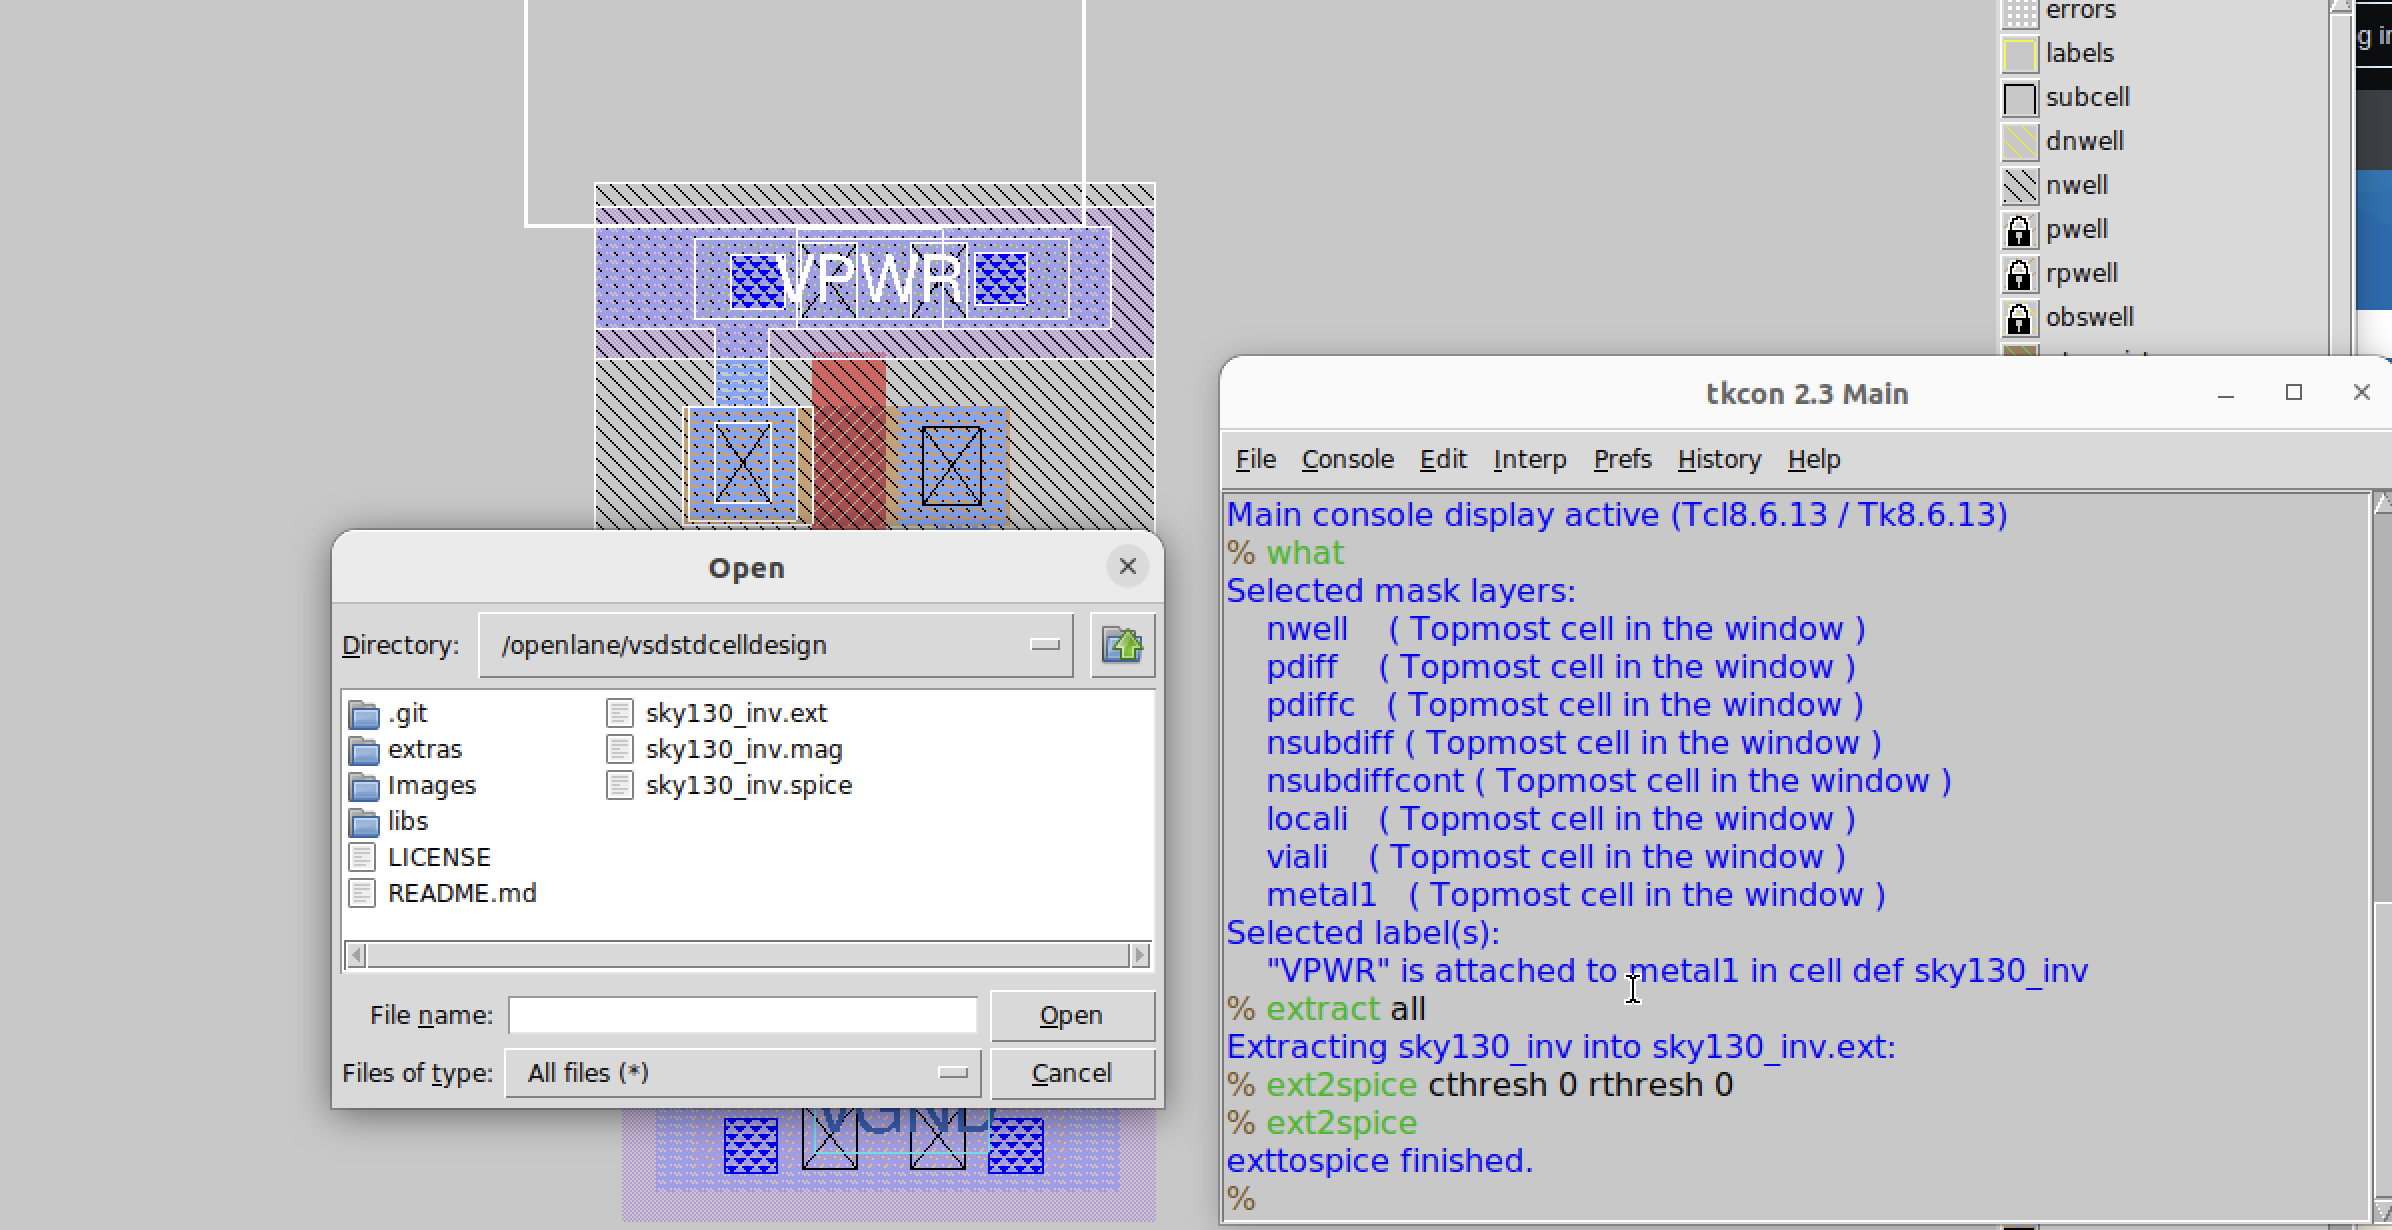 errors
labels
subcell
dnwell
nwell
pwell
rpwell
obswell
VPWR
tkcon 2.3 Main
File Console Edit Interp Prefs History Help
Main console display active (Tcl8.6.13 / Tk8.6.13)
% what
Selected mask layers:
nwell ( Topmost cell in the window )
pdiff ( Topmost cell in the window )
pdiffc ( Topmost cell in the window )
nsubdiff ( Topmost cell in the window )
nsubdiffcont ( Topmost cell in the window )
locali ( Topmost cell in the window )
viali ( Topmost cell in the window )
metal1 ( Topmost cell in the window )
Selected label(s):
"VPWR" is attached to metal1 in cell def sky130_inv
% extract all
Extracting sky130_inv into sky130_inv.ext:
% ext2spice cthresh 0 rthresh 0
% ext2spice
exttospice finished.
%
Open
Directory: /openlane/vsdstdcelldesign
.git
extras
Images
libs
LICENSE
README.md
sky130_inv.ext
sky130_inv.mag
sky130_inv.spice
File name:
Open
Files of type: All files (*)
Cancel
VGND